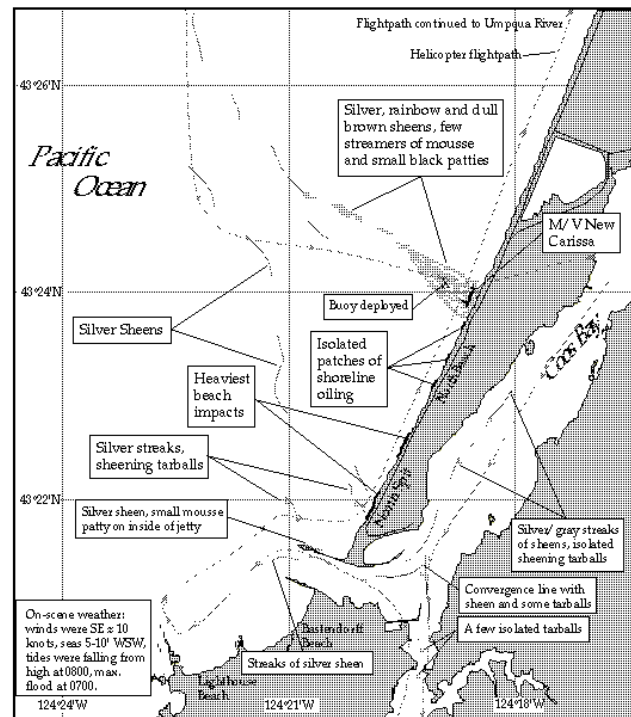 Flightpath continued to Umpqua River
Helicopter flightpath
43°26'N
Silver, rainbow and dull
brown sheens, few
streamers of mousse
and small black patties
Pacific
Ocean
M/V New
Carissa
43°24'N
Buoy deployed
Silver Sheens
Isolated
patches of
shoreline
oiling
Coos Bay
North Beach
Heaviest
beach
impacts
Silver streaks,
sheening tarballs
43°22'N
North Spit
Silver sheen, small mousse
patty on inside of jetty
Silver/ gray streaks
of sheens, isolated
sheening tarballs
Convergence line with
sheen and some tarballs
On-scene weather:
winds were SE ≈ 10
knots, seas 5-10' WSW,
tides were falling from
high at 0800, max.
flood at 0700.
A few isolated tarballs
Bastendorff
Beach
Streaks of silver sheen
Lighthouse
Beach
124°24'W
124°21'W
124°18'W